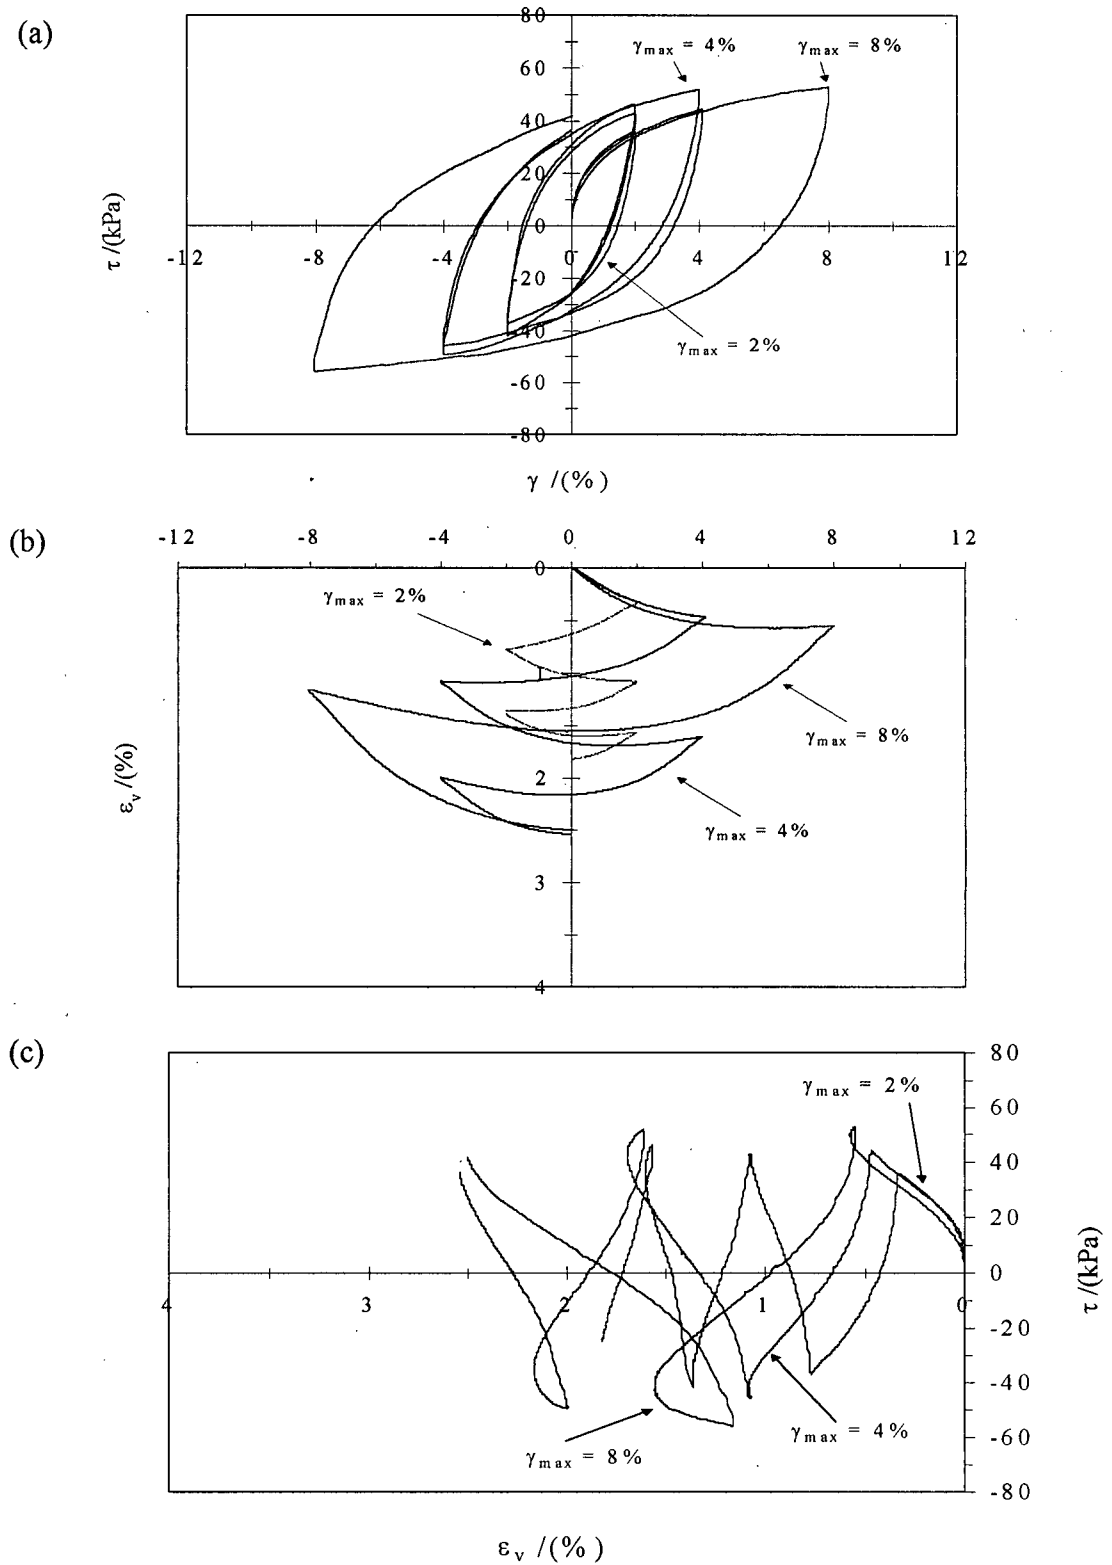 (a)
80
γmax = 4% γmax = 8%
60
40
20
τ /(kPa)
0
-12 -8 -4 0 4 8 12
-20
-40
γmax = 2%
-60
-80
γ /(%)
(b)
-12 -8 -4 0 4 8 12
0
γmax = 2%
1
γmax = 8%
εv /(%)
2
γmax = 4%
3
4
(c)
80
γmax = 2%
60
40
20
0
4 3 2 1 0
τ /(kPa)
-20
-40
γmax = 4%
γmax = 8%
-60
-80
εv /(%)